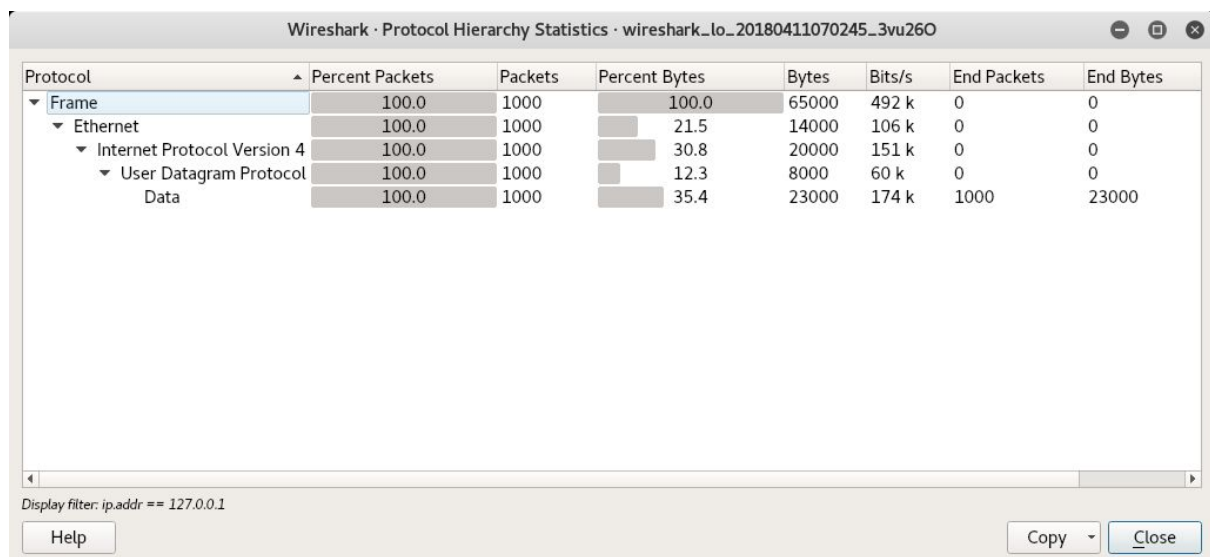 Wireshark · Protocol Hierarchy Statistics · wireshark_lo_20180411070245_3vu26O
Protocol Percent Packets Packets Percent Bytes Bytes Bits/s End Packets End Bytes
Frame 100.0 1000 100.0 65000 492 k 0 0
Ethernet 100.0 1000 21.5 14000 106 k 0 0
Internet Protocol Version 4 100.0 1000 30.8 20000 151 k 0 0
User Datagram Protocol 100.0 1000 12.3 8000 60 k 0 0
Data 100.0 1000 35.4 23000 174 k 1000 23000
Display filter: ip.addr == 127.0.0.1
Help Copy Close